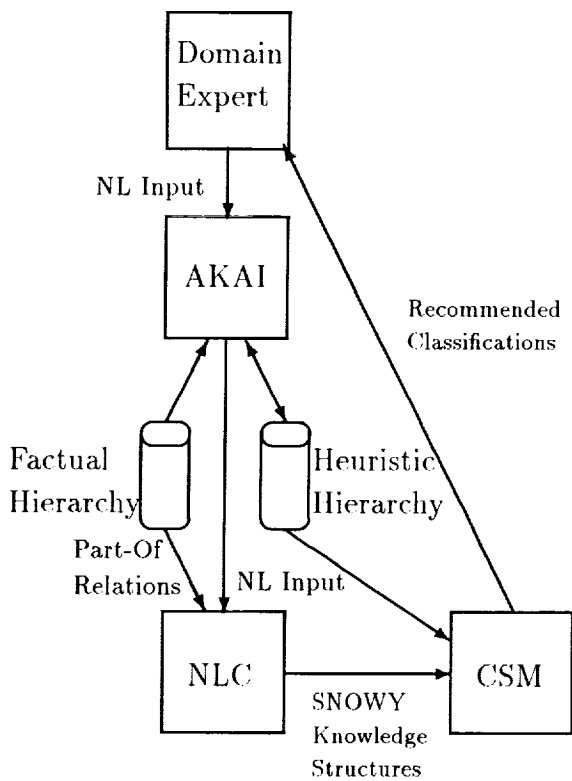 Domain
Expert
NL Input
AKAI
Recommended
Classifications
Factual
Hierarchy
Heuristic
Hierarchy
Part-Of
Relations
NL Input
NLC
CSM
SNOWY
Knowledge
Structures